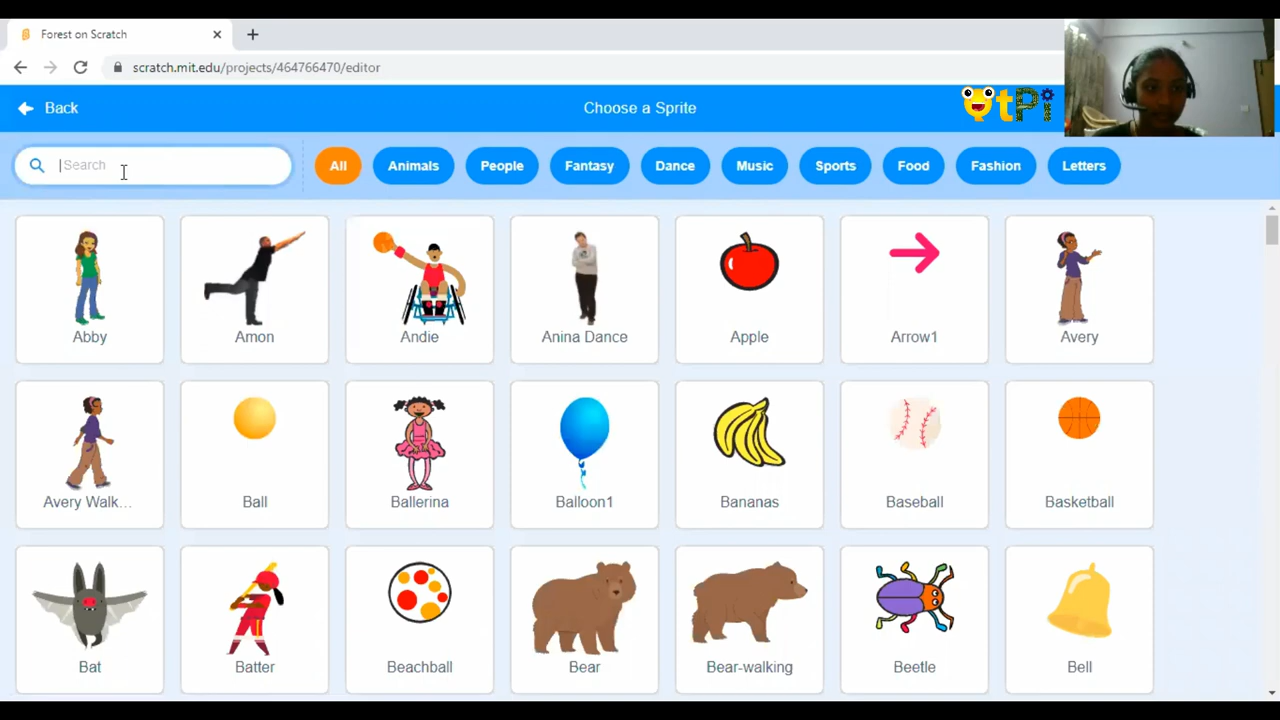 Forest on Scratch
scratch.mit.edu/projects/464766470/editor
Back
Choose a Sprite
QtPi
Search
All
Animals
People
Fantasy
Dance
Music
Sports
Food
Fashion
Letters
Abby
Amon
Andie
Anina Dance
Apple
Arrow1
Avery
Avery Walk...
Ball
Ballerina
Balloon1
Bananas
Baseball
Basketball
Bat
Batter
Beachball
Bear
Bear-walking
Beetle
Bell